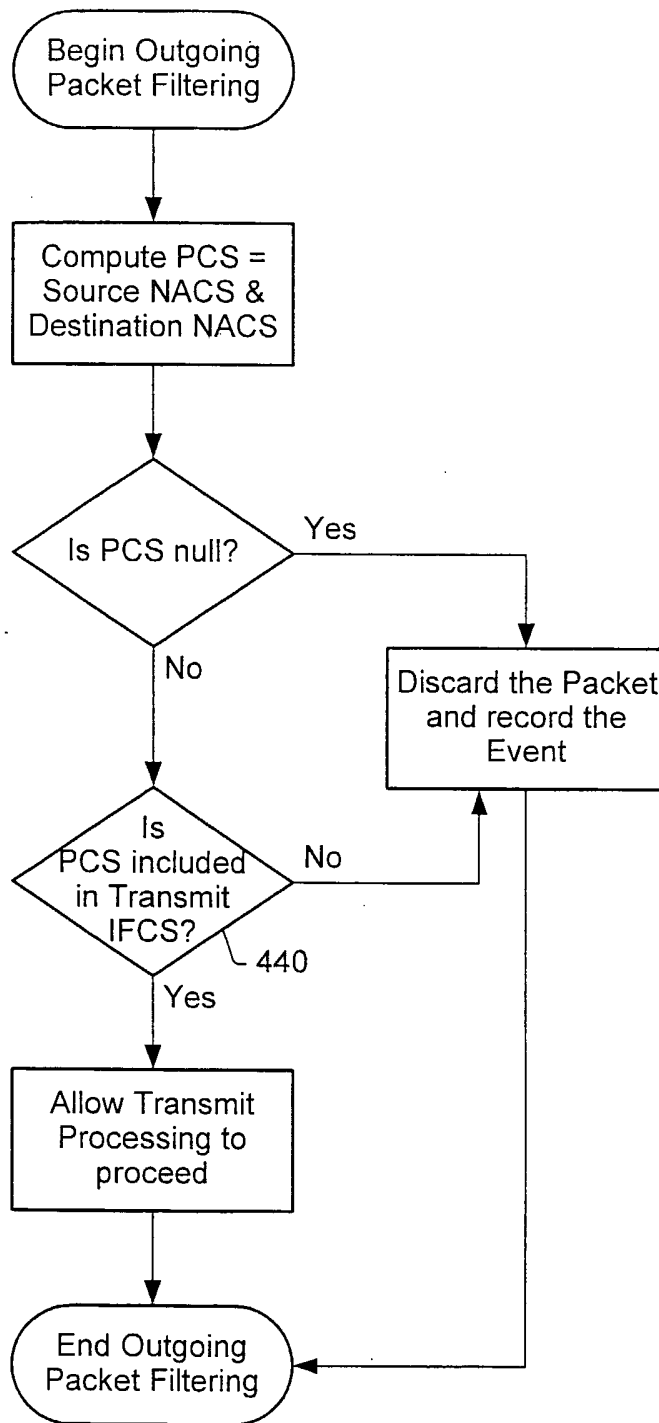 Begin Outgoing
Packet Filtering
Compute PCS =
Source NACS &
Destination NACS
Is PCS null?
Yes
No
Discard the Packet
and record the
Event
Is
PCS included
in Transmit
IFCS?
No
440
Yes
Allow Transmit
Processing to
proceed
End Outgoing
Packet Filtering